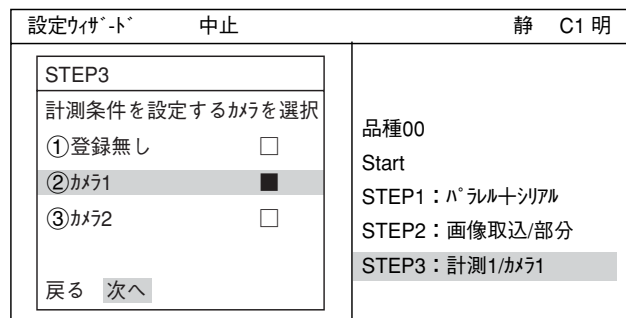 設定ｳｨｻﾞｰﾄﾞ 中止 静 C1 明
STEP3
計測条件を設定するｶﾒﾗを選択
①登録無し □
②ｶﾒﾗ1 ■
③ｶﾒﾗ2 □
戻る 次へ
品種00
Start
STEP1：ﾊﾟﾗﾚﾙ＋ｼﾘｱﾙ
STEP2：画像取込/部分
STEP3：計測1/ｶﾒﾗ1